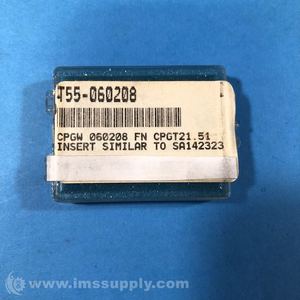 T55-060208
CPGW 060208 FN CPGT21.51
INSERT SIMILAR TO SA142323
© www.imssupply.com